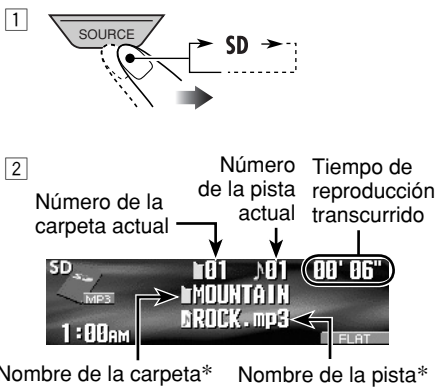 1
SOURCE
SD
2
Número de la carpeta actual
Número de la pista actual
Tiempo de reproducción transcurrido
SD
01
01
00' 06"
SD
MP3
MOUNTAIN
ROCK.mp3
1:00AM
FLAT
Nombre de la carpeta*
Nombre de la pista*